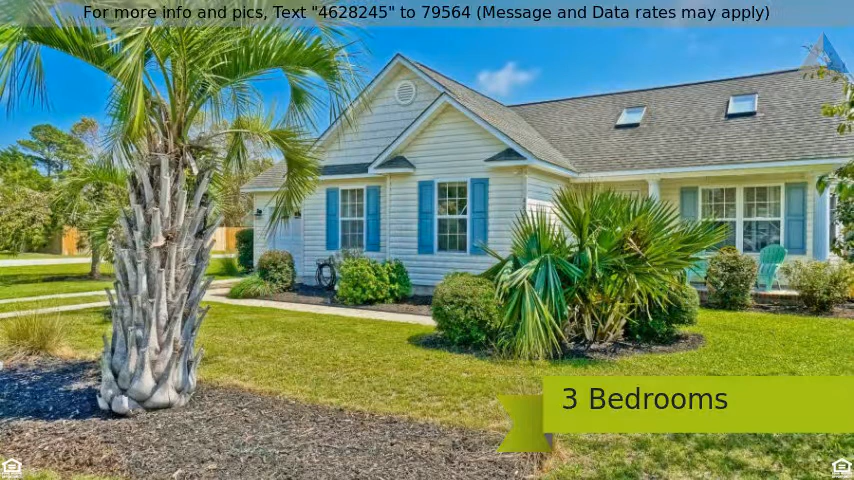 For more info and pics, Text "4628245" to 79564 (Message and Data rates may apply)
3 Bedrooms